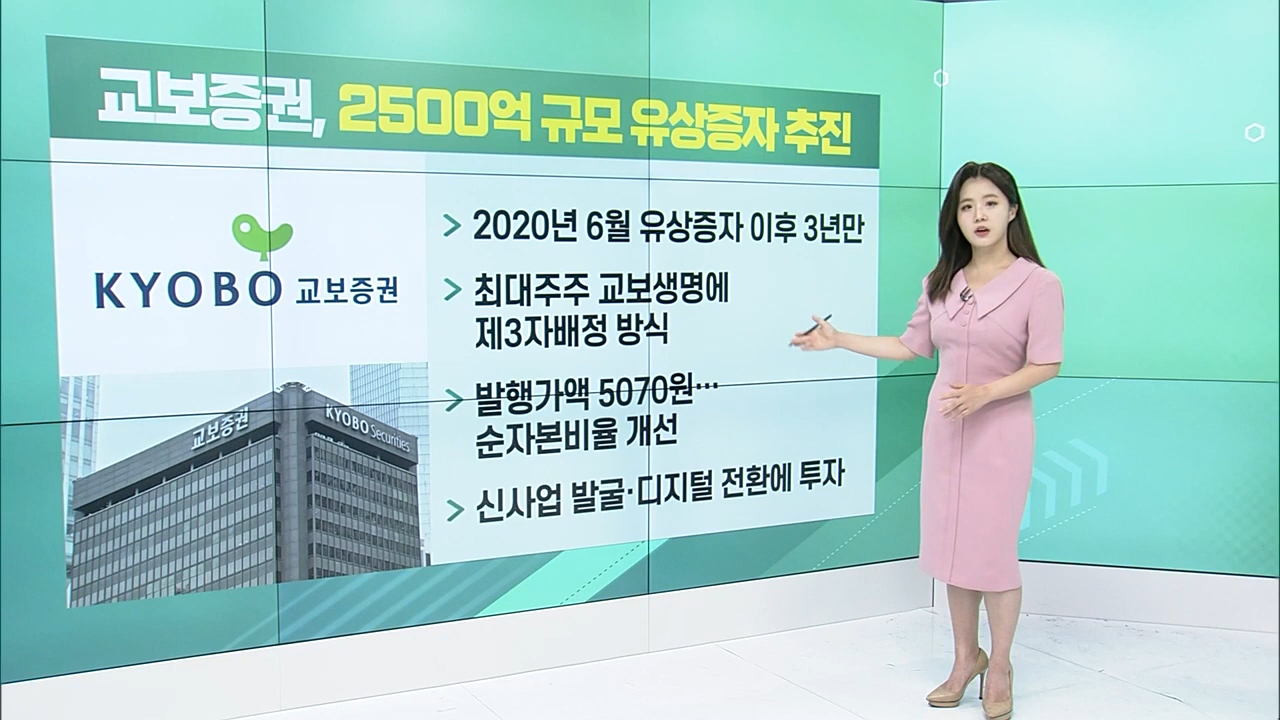 교보증권, 2500억 규모 유상증자 추진
KYOBO 교보증권
> 2020년 6월 유상증자 이후 3년만
> 최대주주 교보생명에
제3자배정 방식
> 발행가액 5070원…
순자본비율 개선
> 신사업 발굴·디지털 전환에 투자
교보증권
KYOBO Securities